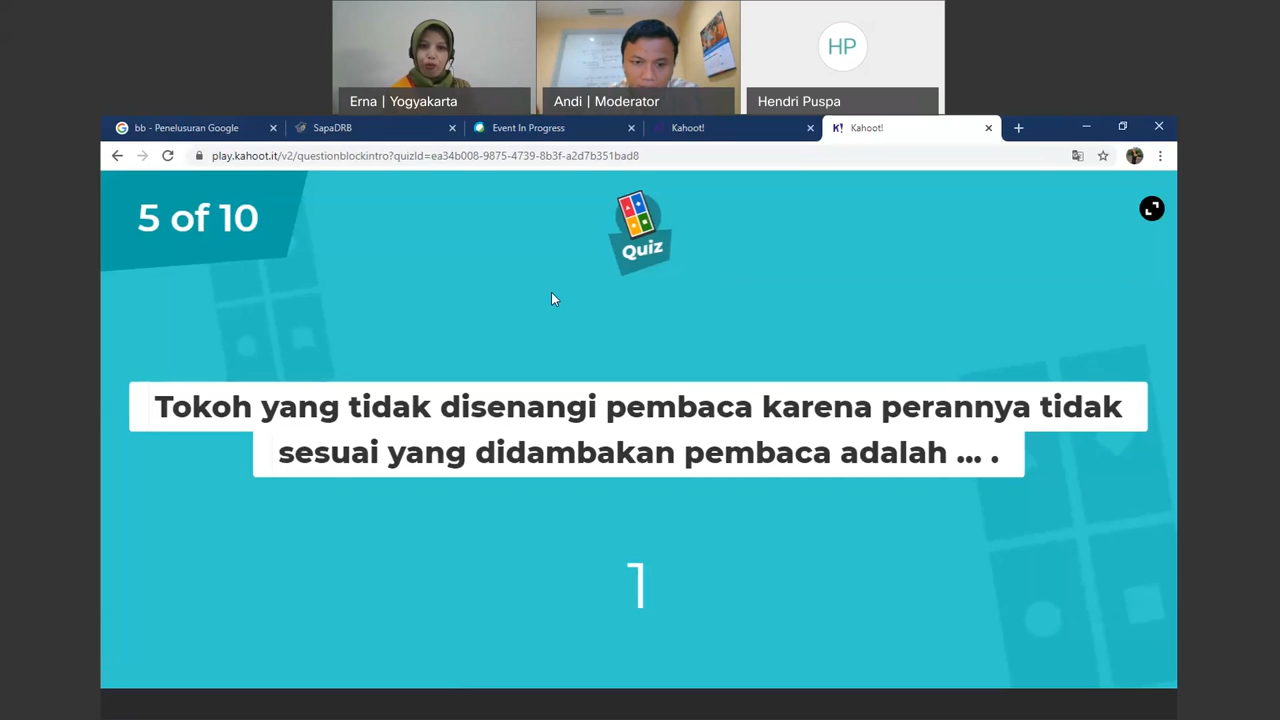 HP
Erna | Yogyakarta
Andi | Moderator
Hendri Puspa
bb - Penelusuran Google
SapaDRB
Event In Progress
Kahoot!
K! Kahoot!
play.kahoot.it/v2/questionblockintro?quizId=ea34b008-9875-4739-8b3f-a2d7b351bad8
5 of 10
Quiz
Tokoh yang tidak disenangi pembaca karena perannya tidak
sesuai yang didambakan pembaca adalah ... .
1